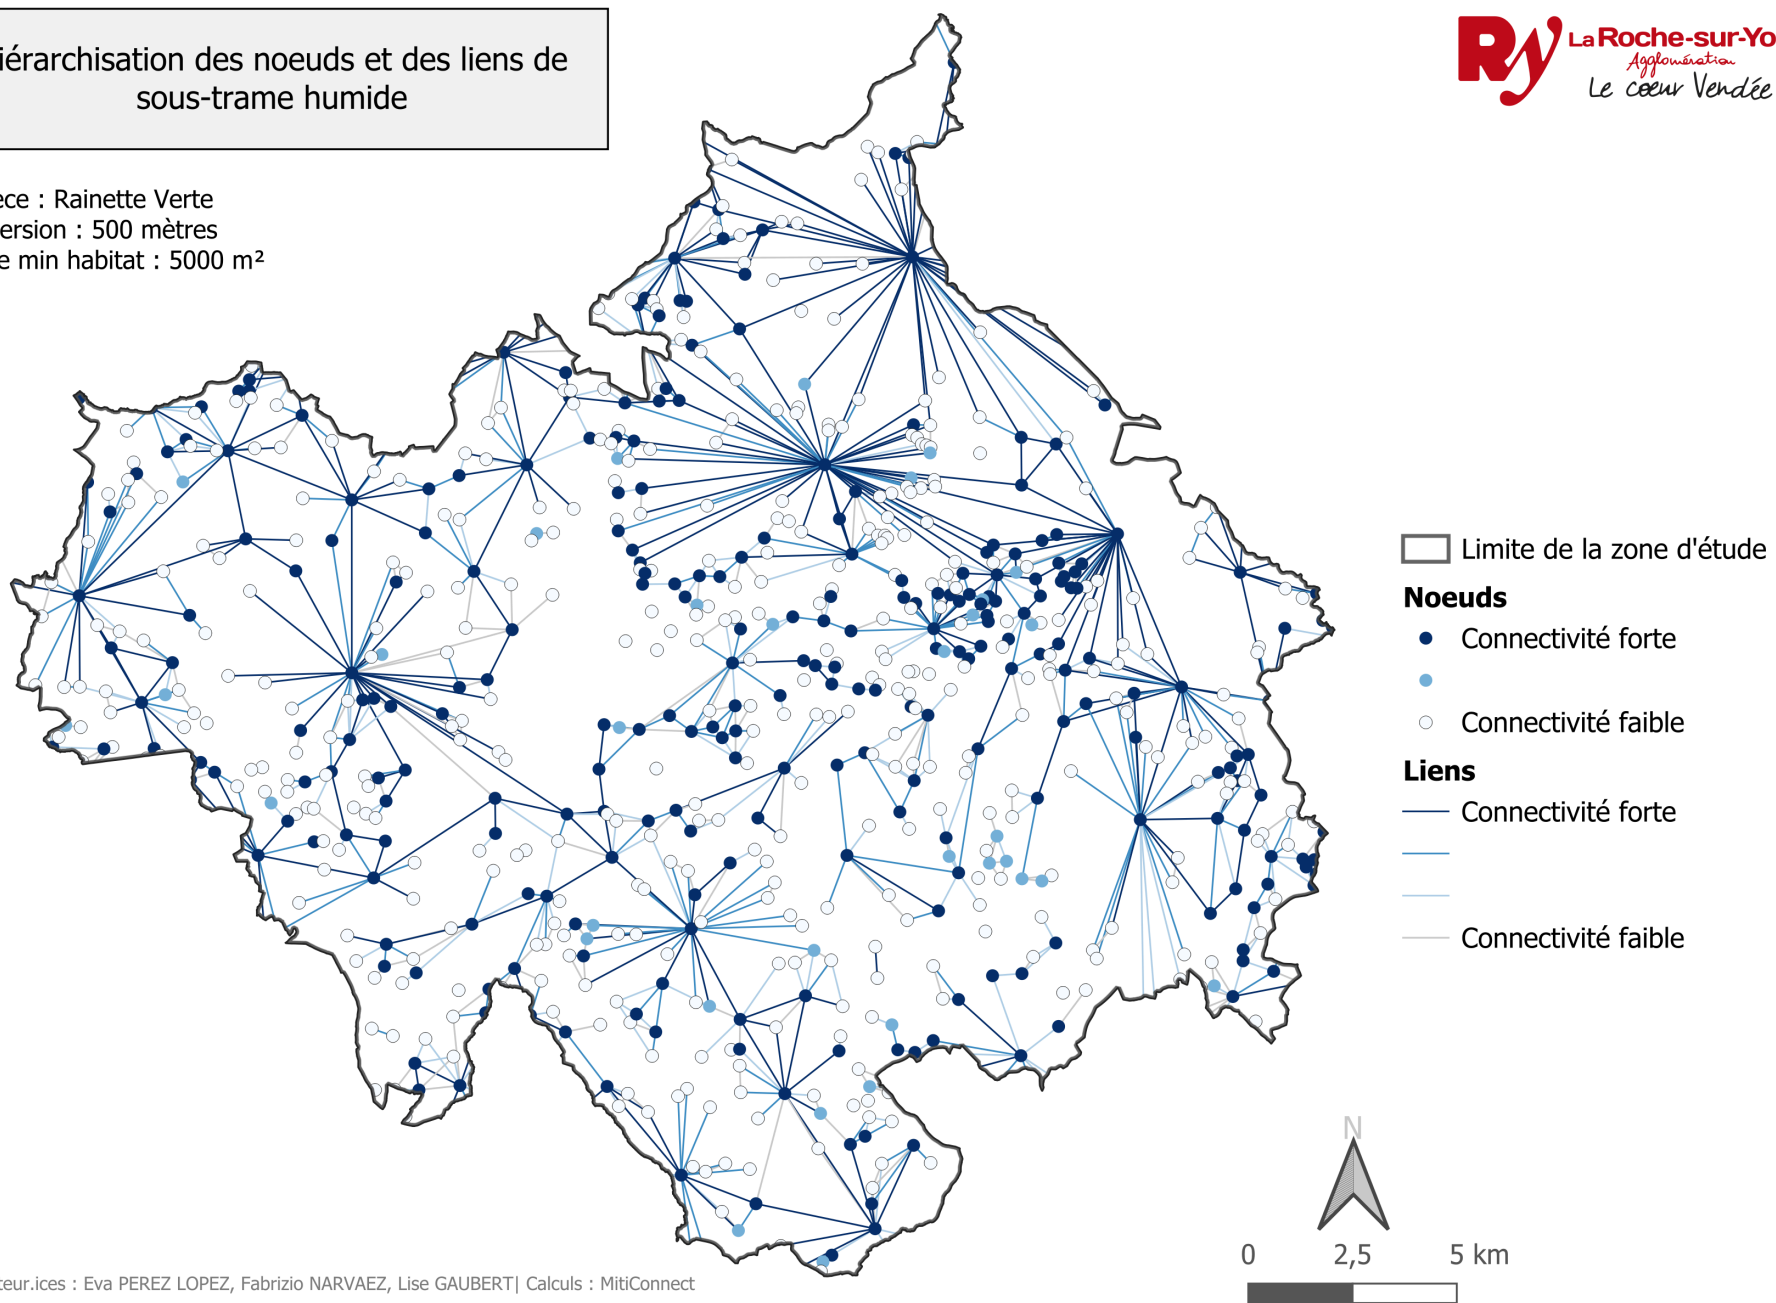 iérarchisation des noeuds et des liens de
sous-trame humide
Ry La Roche-sur-Yo
Agglomération
Le cœur Vendée
èce : Rainette Verte
ersion : 500 mètres
e min habitat : 5000 m²
Limite de la zone d'étude
Noeuds
Connectivité forte
Connectivité faible
Liens
Connectivité forte
Connectivité faible
N
0 2,5 5 km
teur.ices : Eva PEREZ LOPEZ, Fabrizio NARVAEZ, Lise GAUBERT| Calculs : MitiConnect